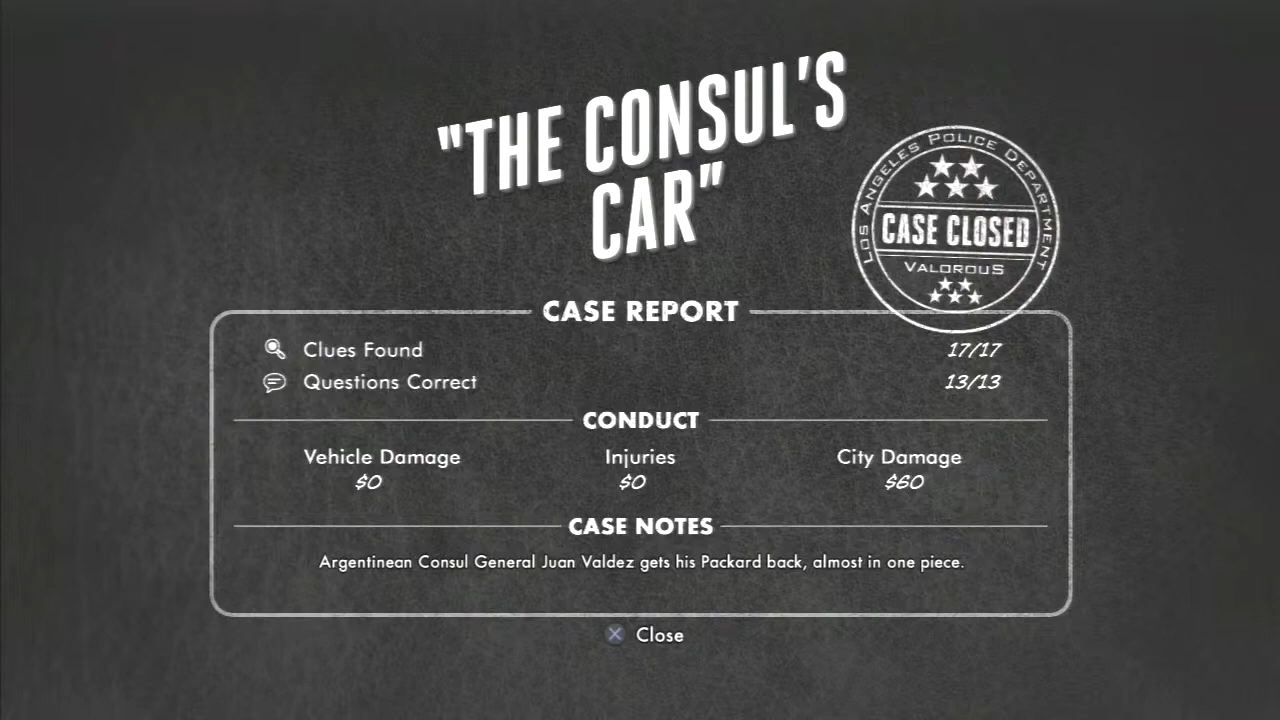 "THE CONSUL'S
CAR"
LOS ANGELES POLICE DEPARTMENT
CASE CLOSED
VALOROUS
CASE REPORT
Clues Found 17/17
Questions Correct 13/13
CONDUCT
Vehicle Damage Injuries City Damage
$0 $0 $60
CASE NOTES
Argentinean Consul General Juan Valdez gets his Packard back, almost in one piece.
Close